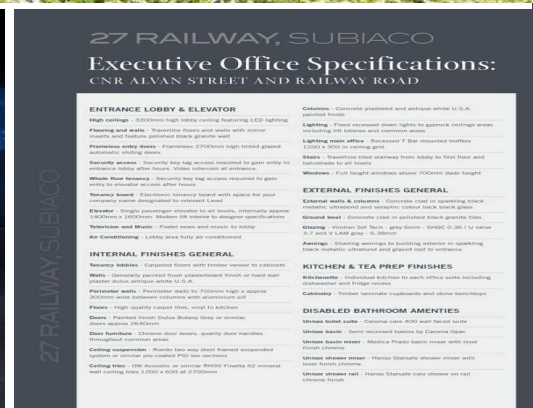 27 RAILWAY, SUBIACO
Executive Office Specifications:
CNR ALVAN STREET AND RAILWAY ROAD
27 RAILWAY, SUBIACO
ENTRANCE LOBBY & ELEVATOR
High ceilings - 3300mm high lobby ceiling featuring LED lighting
Flooring and walls - Travertine floors and walls with mirror
inserts and feature polished black granite wall
Frameless entry doors - Frameless 2700mm high tinted glazed
automatic sliding doors
Security access - Security key tag access required to gain entry to
entrance lobby after hours. Video intercom at entrance.
Whole floor tenancy - Security key tag access required to gain
entry to elevator access after hours
Tenancy board - Electronic tenancy board with space for your
company name designated to relevant Level
Elevator - Single passenger elevator to all levels, internally approx
1400mm x 1600mm. Modern lift interior to designer specifications
Television and Music - Foxtel news and music to lobby
Air Conditioning - Lobby area fully air conditioned
INTERNAL FINISHES GENERAL
Tenancy lobbies - Carpeted floors with timber veneer to cabinets
Walls - Generally painted flush plasterboard finish or hard wall
plaster dulux antique white U.S.A.
Perimeter walls - Perimeter dado to 700mm high x approx
300mm wide between columns with aluminium sill
Floors - High quality carpet tiles, vinyl to kitchen
Doors - Painted finish Dulux Botany Grey or similar,
doors approx 2640mm
Door furniture - Chrome door levers, quality door handles
throughout common areas
Ceiling suspension - Rondo two way steel framed suspended
system or similar pre-coated PSI tee sections
Ceiling tiles - OW Acoustic or similar RH99 Finetta 62 mineral
wall ceiling tiles 1200 x 600 at 2700mm
Columns - Concrete plastered and antique white U.S.A.
painted finish
Lighting - Fixed recessed down lights to gyprock ceilings areas
including lift lobbies and common areas
Lighting main office - Recessed T Bar mounted troffers
1200 x 300 in ceiling grid
Stairs - Travertine tiled stairway from lobby to first floor and
balustrade to all levels
Windows - Full height windows about 700mm dado height
EXTERNAL FINISHES GENERAL
External walls & columns - Concrete clad in sparkling black
metallic ultrabond and seraphic colour back black glass
Ground level - Concrete clad in polished black granite tiles
Glazing - Viridian Sol Tech - grey 6mm - SHGC 0.36 / U value
3.7 and V LAM grey - 6.38mm
Awnings - Shading awnings to building exterior in sparkling
black metallic ultrabond and grazed roof to entrance
KITCHEN & TEA PREP FINISHES
Kitchenette - Individual kitchen to each office suite including
dishwasher and fridge recess
Cabinetry - Timber laminate cupboards and stone benchtops
DISABLED BATHROOM AMENTIES
Unisex toilet suite - Caroma care 400 wall faced suite
Unisex basin - Semi recessed basins by Caroma Opac
Unisex basin mixer - Medica Prado basin mixer with lever
finish chrome
Unisex shower mixer - Hanso Starsafe shower mixer with
lever finish chrome
Unisex shower rail - Hanso Starsafe care shower on rail
chrome finish